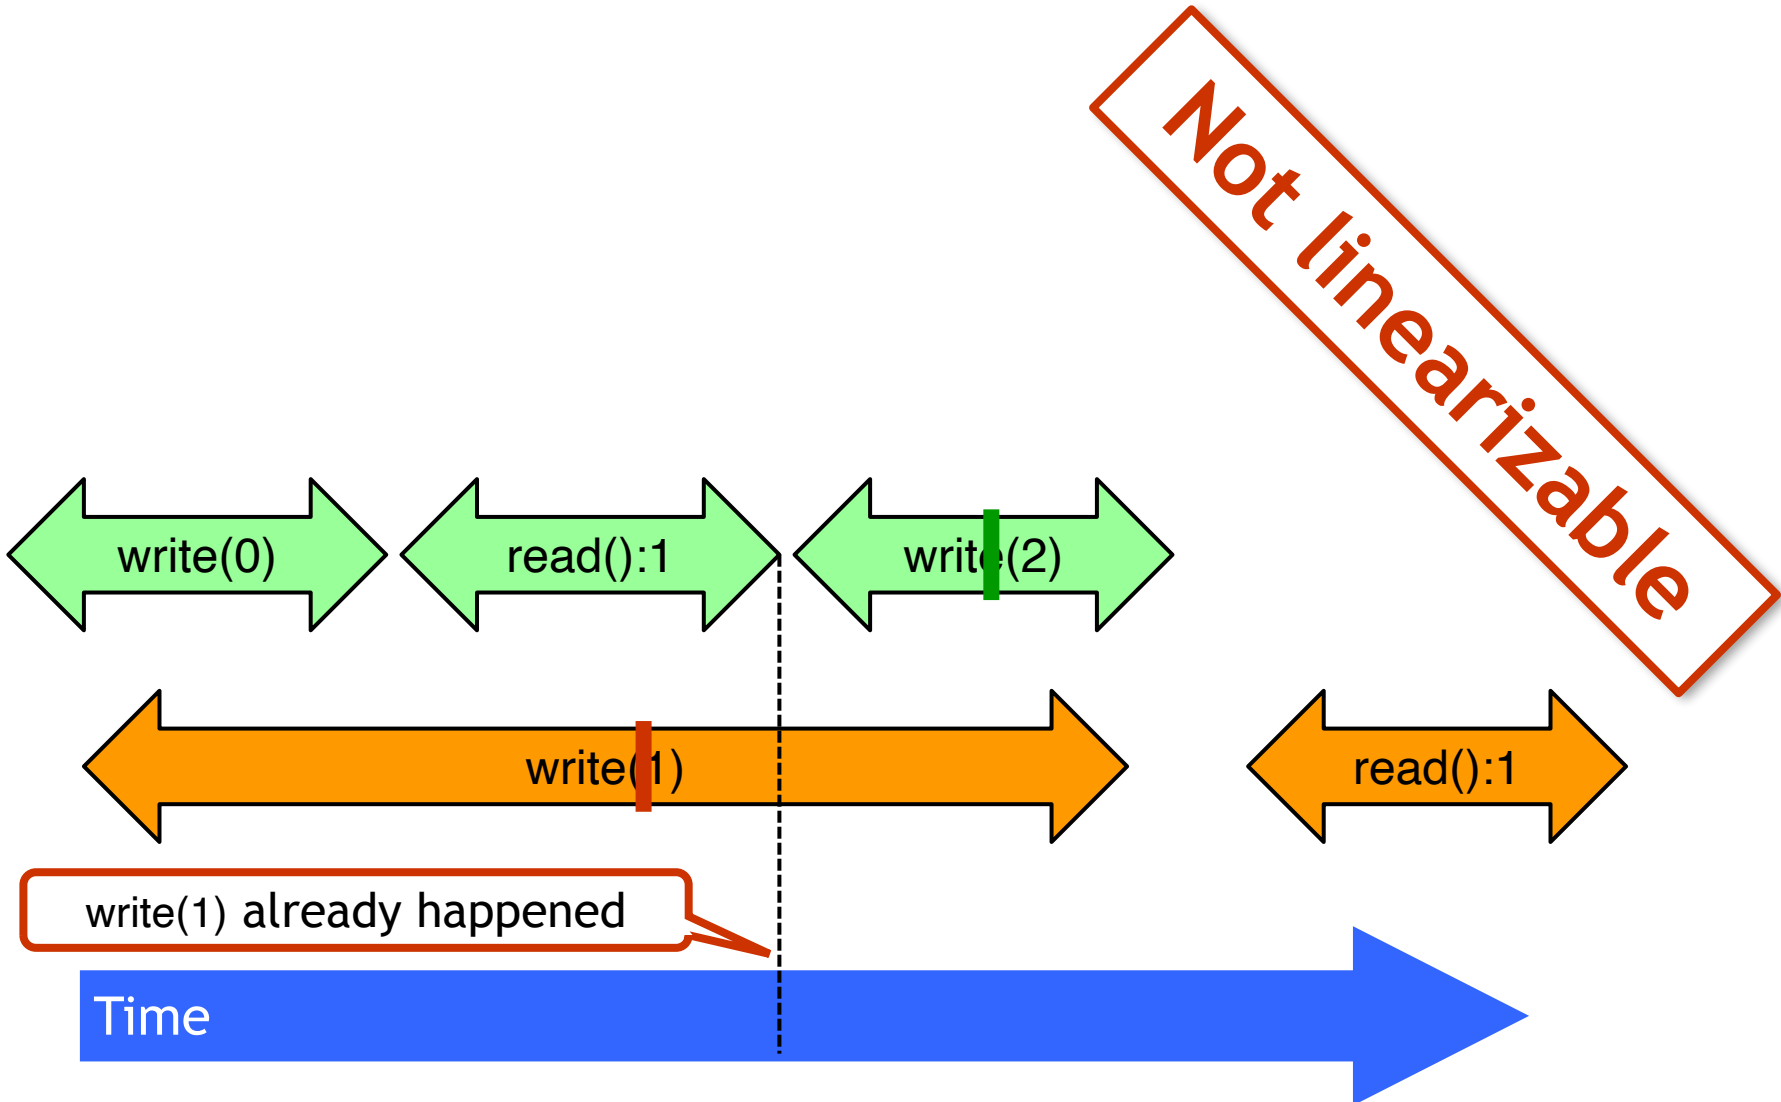 Not linearizable
write(0)
read():1
write(2)
write(1)
read():1
write(1) already happened
Time